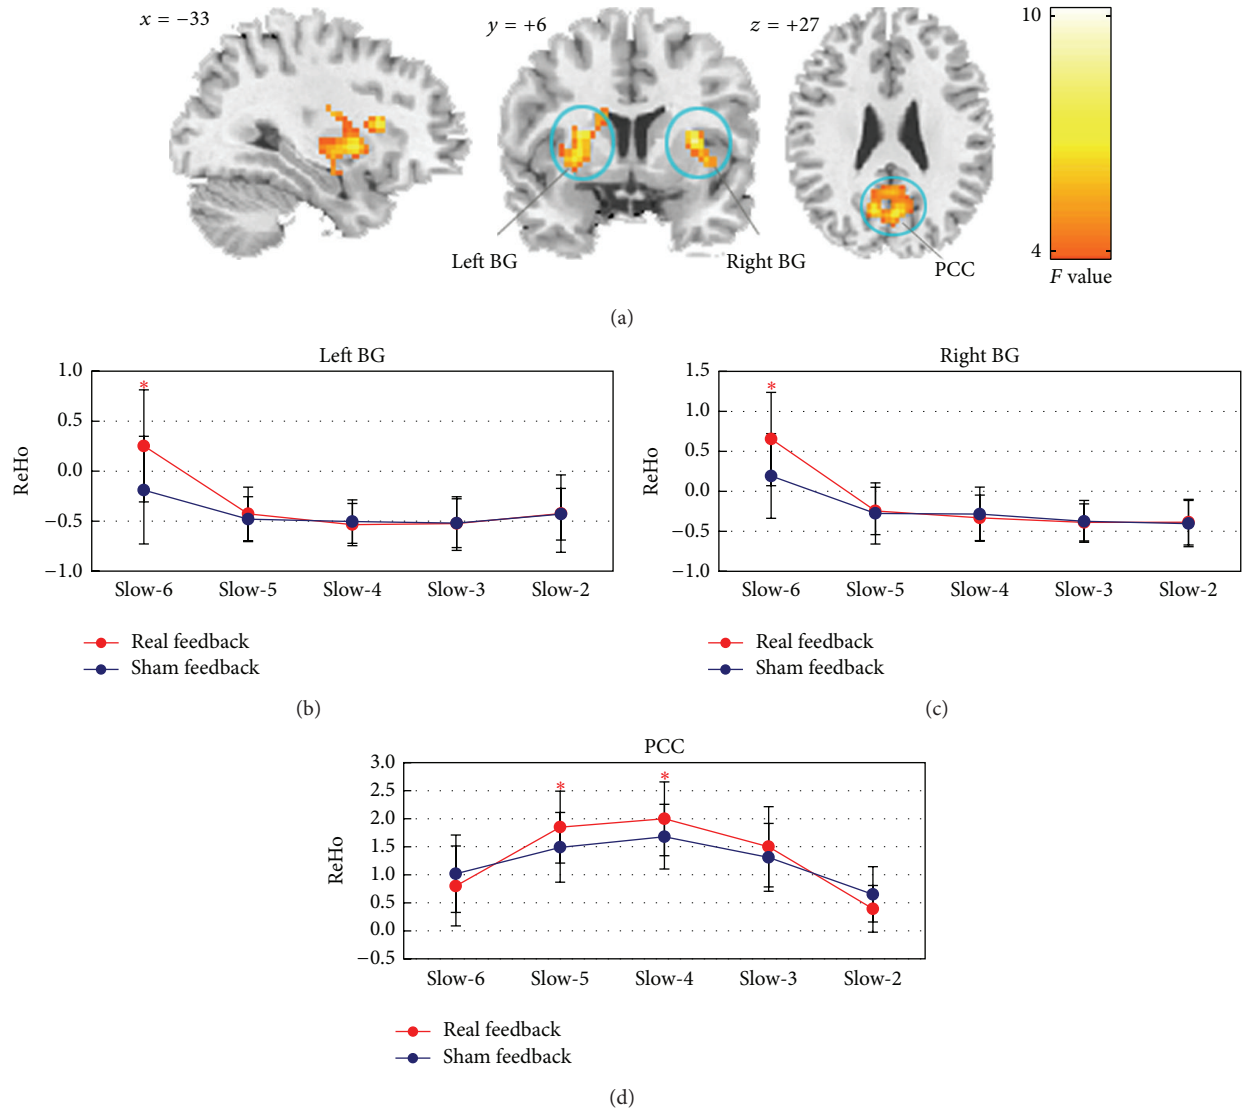 x = −33
y = +6
z = +27
10
4
F value
Left BG
Right BG
PCC
(a)
Left BG
1.0
0.5
0.0
−0.5
−1.0
ReHo
*
Slow-6 Slow-5 Slow-4 Slow-3 Slow-2
Real feedback
Sham feedback
(b)
Right BG
1.5
1.0
0.5
0.0
−0.5
−1.0
ReHo
*
Slow-6 Slow-5 Slow-4 Slow-3 Slow-2
Real feedback
Sham feedback
(c)
PCC
3.0
2.5
2.0
1.5
1.0
0.5
0.0
−0.5
ReHo
* *
Slow-6 Slow-5 Slow-4 Slow-3 Slow-2
Real feedback
Sham feedback
(d)